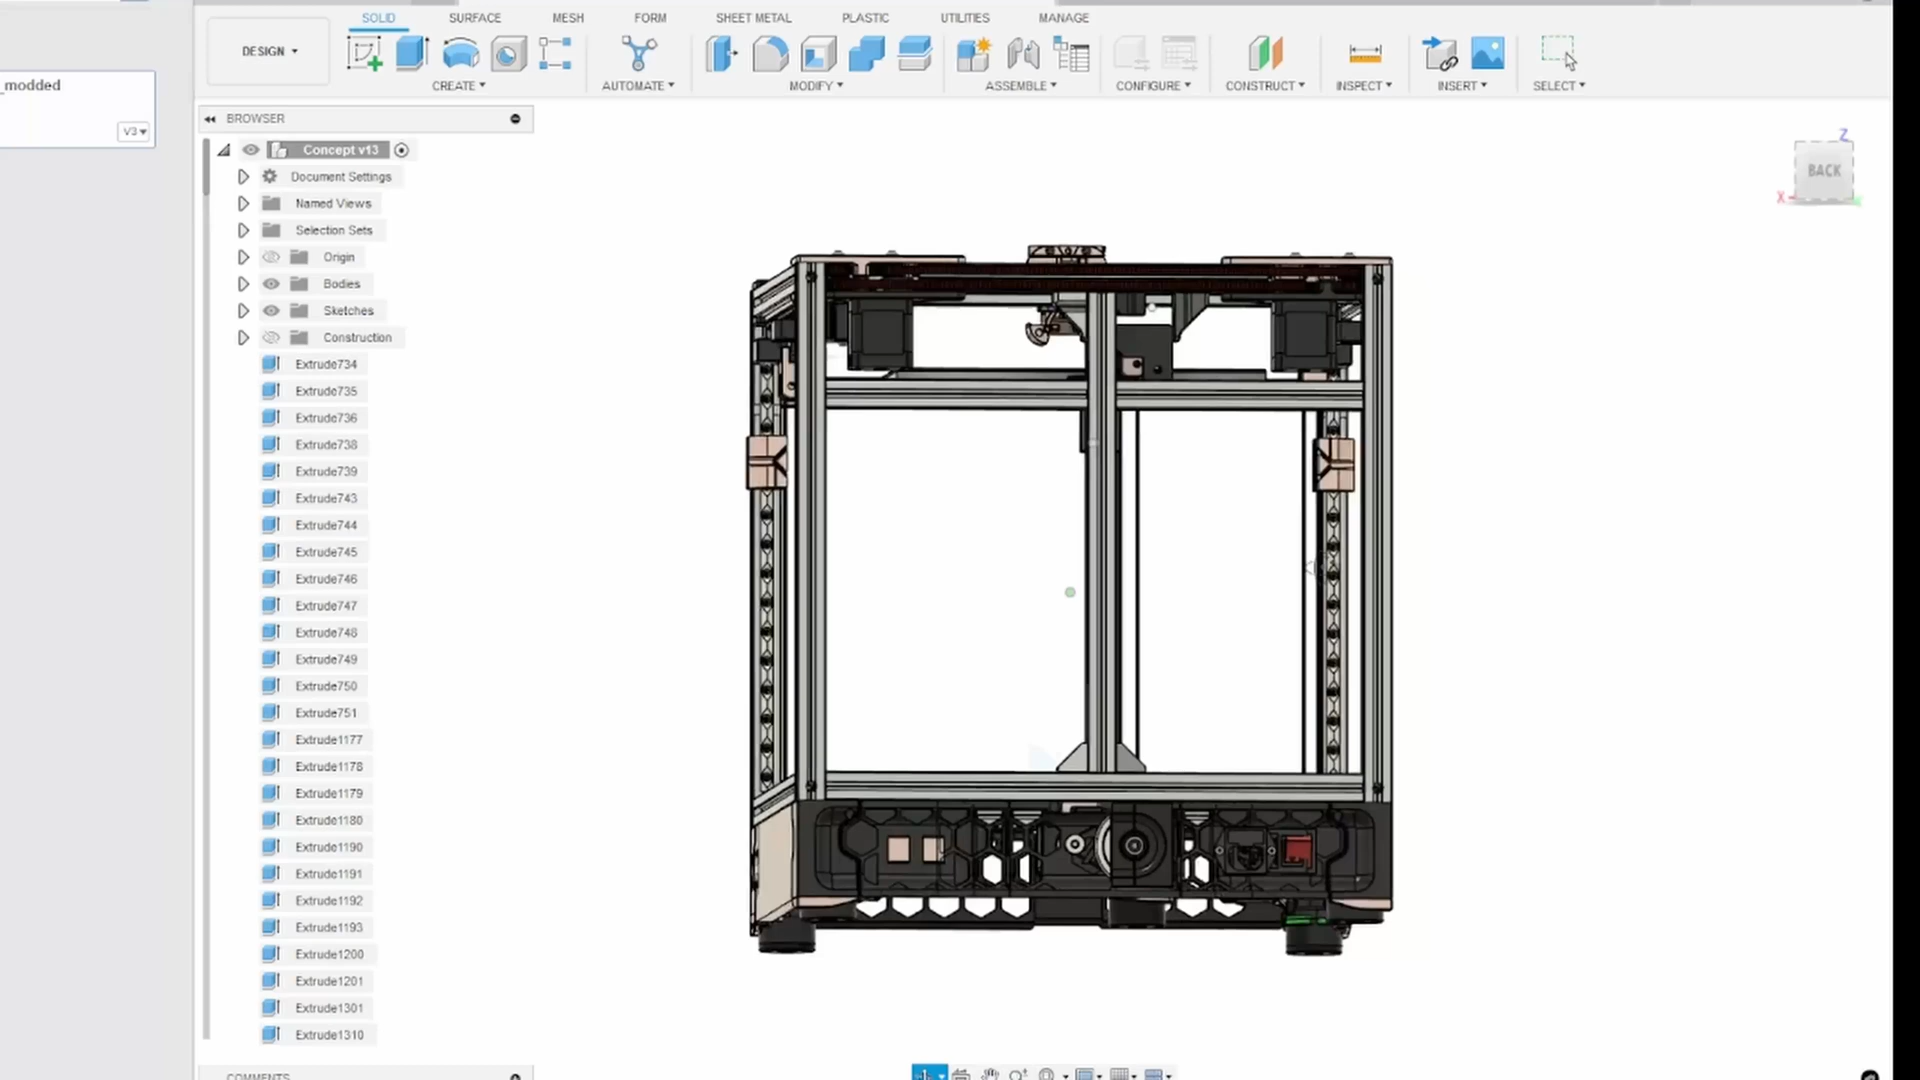 SOLID SURFACE MESH FORM SHEET METAL PLASTIC UTILITIES MANAGE
DESIGN
CREATE AUTOMATE MODIFY ASSEMBLE CONFIGURE CONSTRUCT INSPECT INSERT SELECT
_modded
V3
BROWSER
Concept v13
Document Settings
Named Views
Selection Sets
Origin
Bodies
Sketches
Construction
Extrude734
Extrude735
Extrude736
Extrude738
Extrude739
Extrude743
Extrude744
Extrude745
Extrude746
Extrude747
Extrude748
Extrude749
Extrude750
Extrude751
Extrude1177
Extrude1178
Extrude1179
Extrude1180
Extrude1190
Extrude1191
Extrude1192
Extrude1193
Extrude1200
Extrude1201
Extrude1301
Extrude1310
COMMENTS
Z
BACK
X